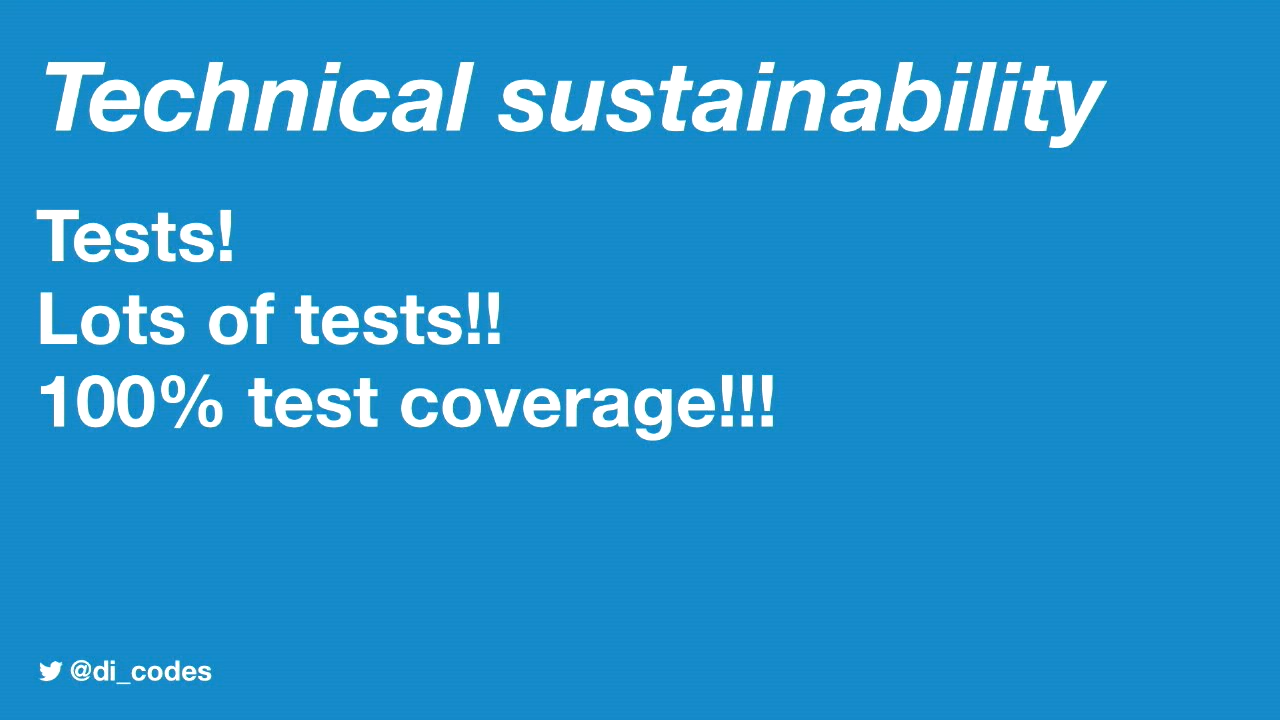 Technical sustainability
Tests!
Lots of tests!!
100% test coverage!!!
@di_codes